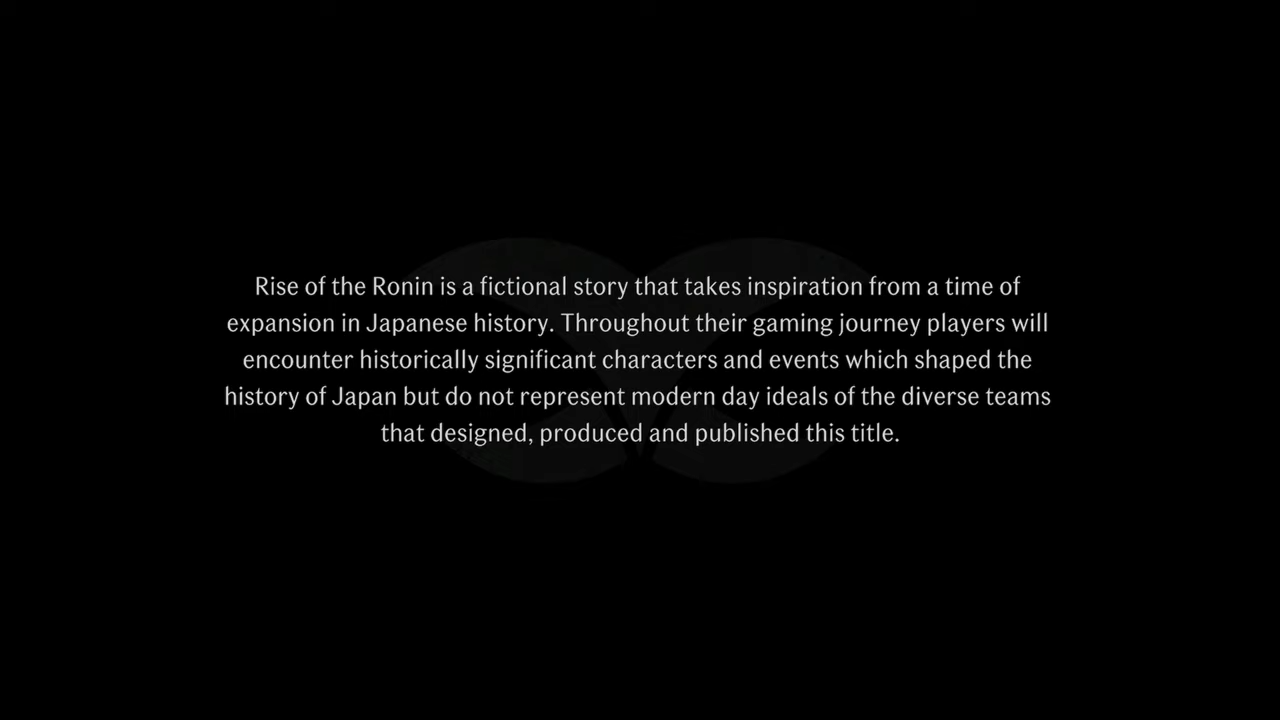 Rise of the Ronin is a fictional story that takes inspiration from a time of
expansion in Japanese history. Throughout their gaming journey players will
encounter historically significant characters and events which shaped the
history of Japan but do not represent modern day ideals of the diverse teams
that designed, produced and published this title.